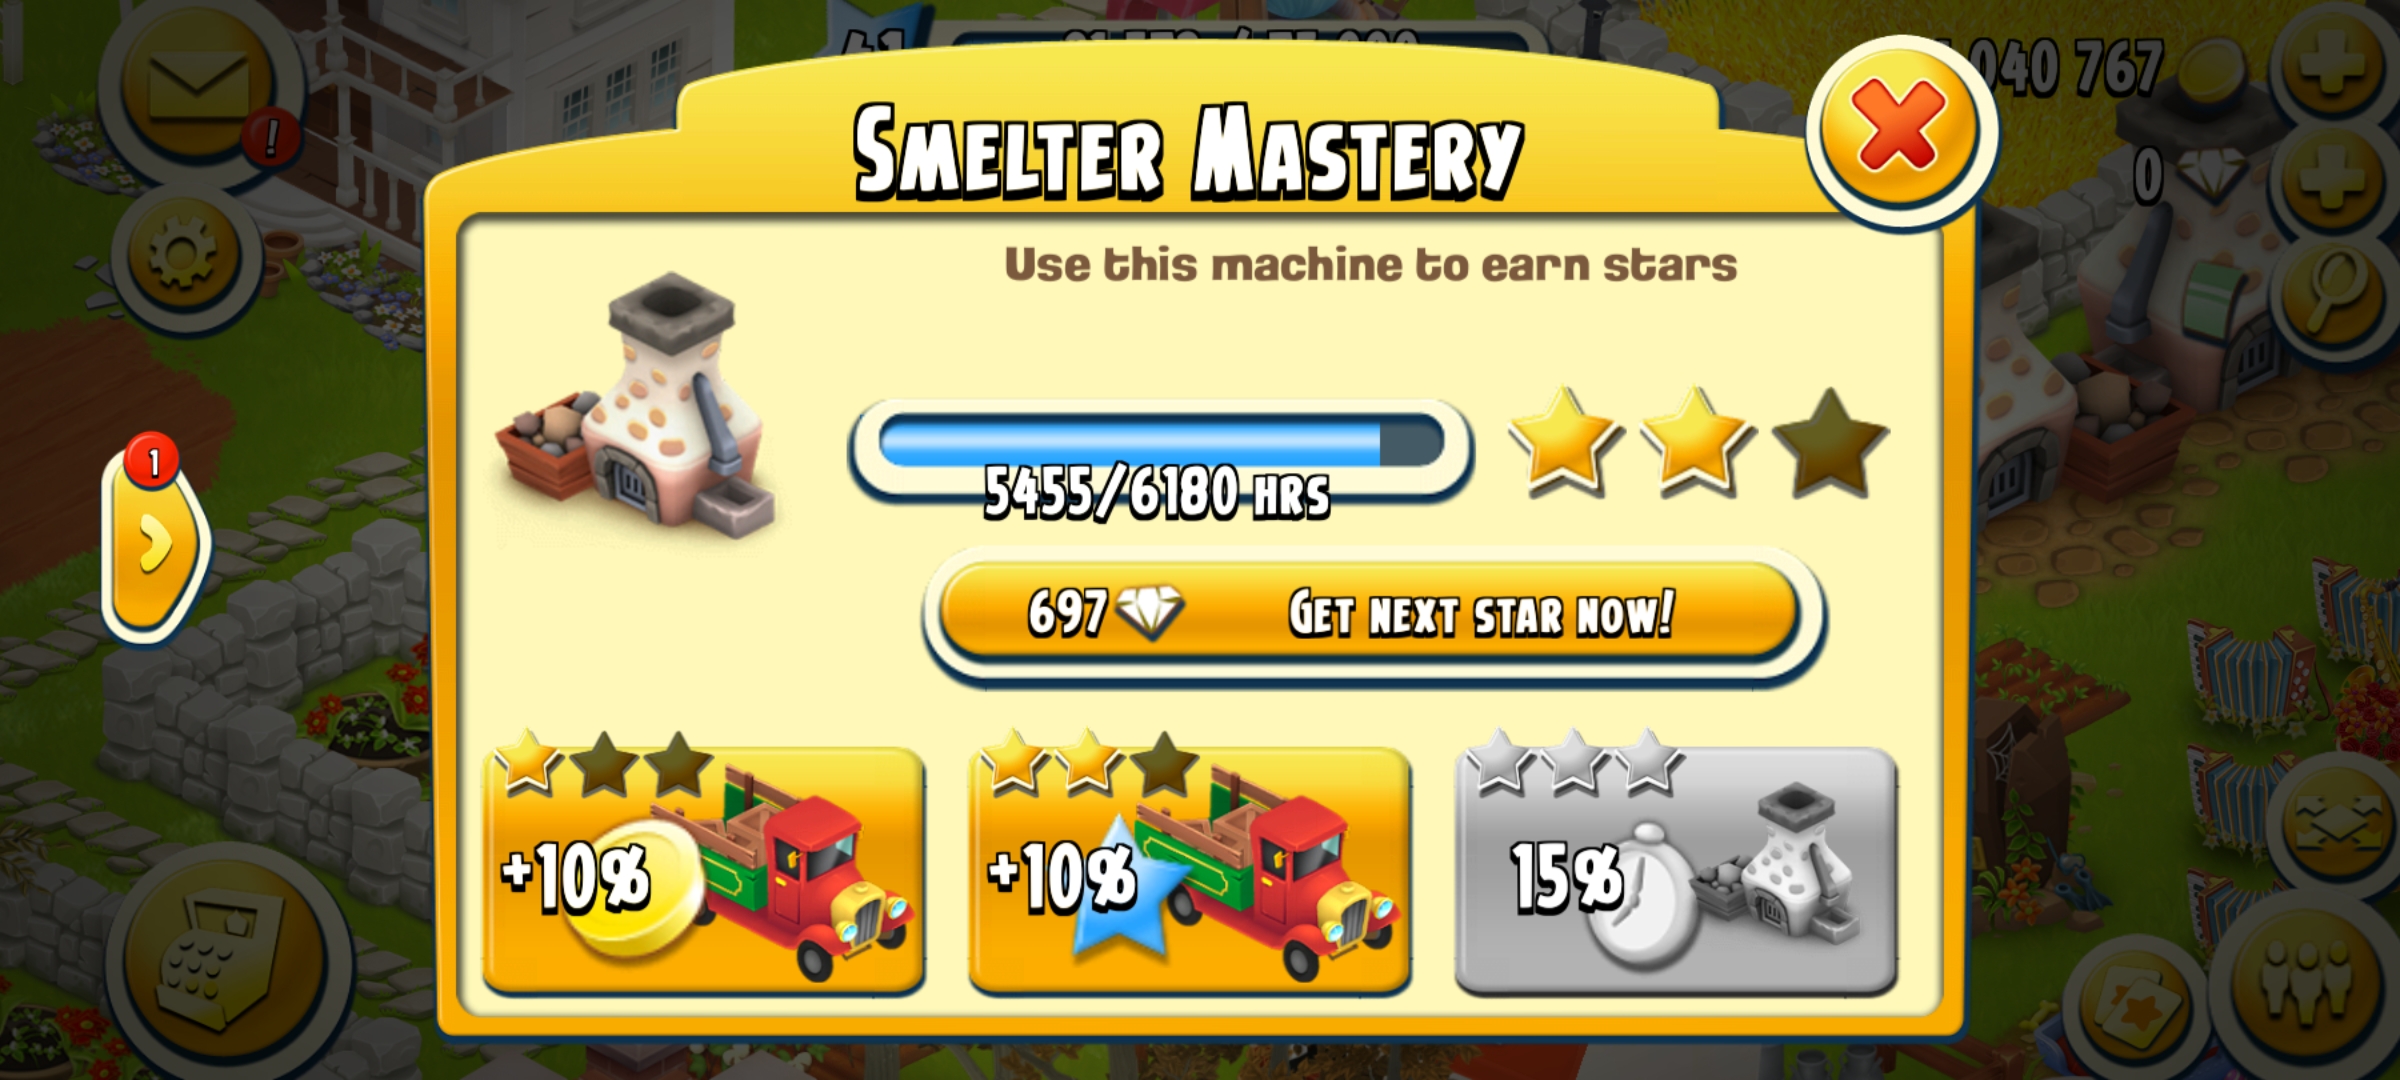 040 767
!
SMELTER MASTERY
0
Use this machine to earn stars
1
5455/6180 HRS
697 GET NEXT STAR NOW!
+10% +10% 15%